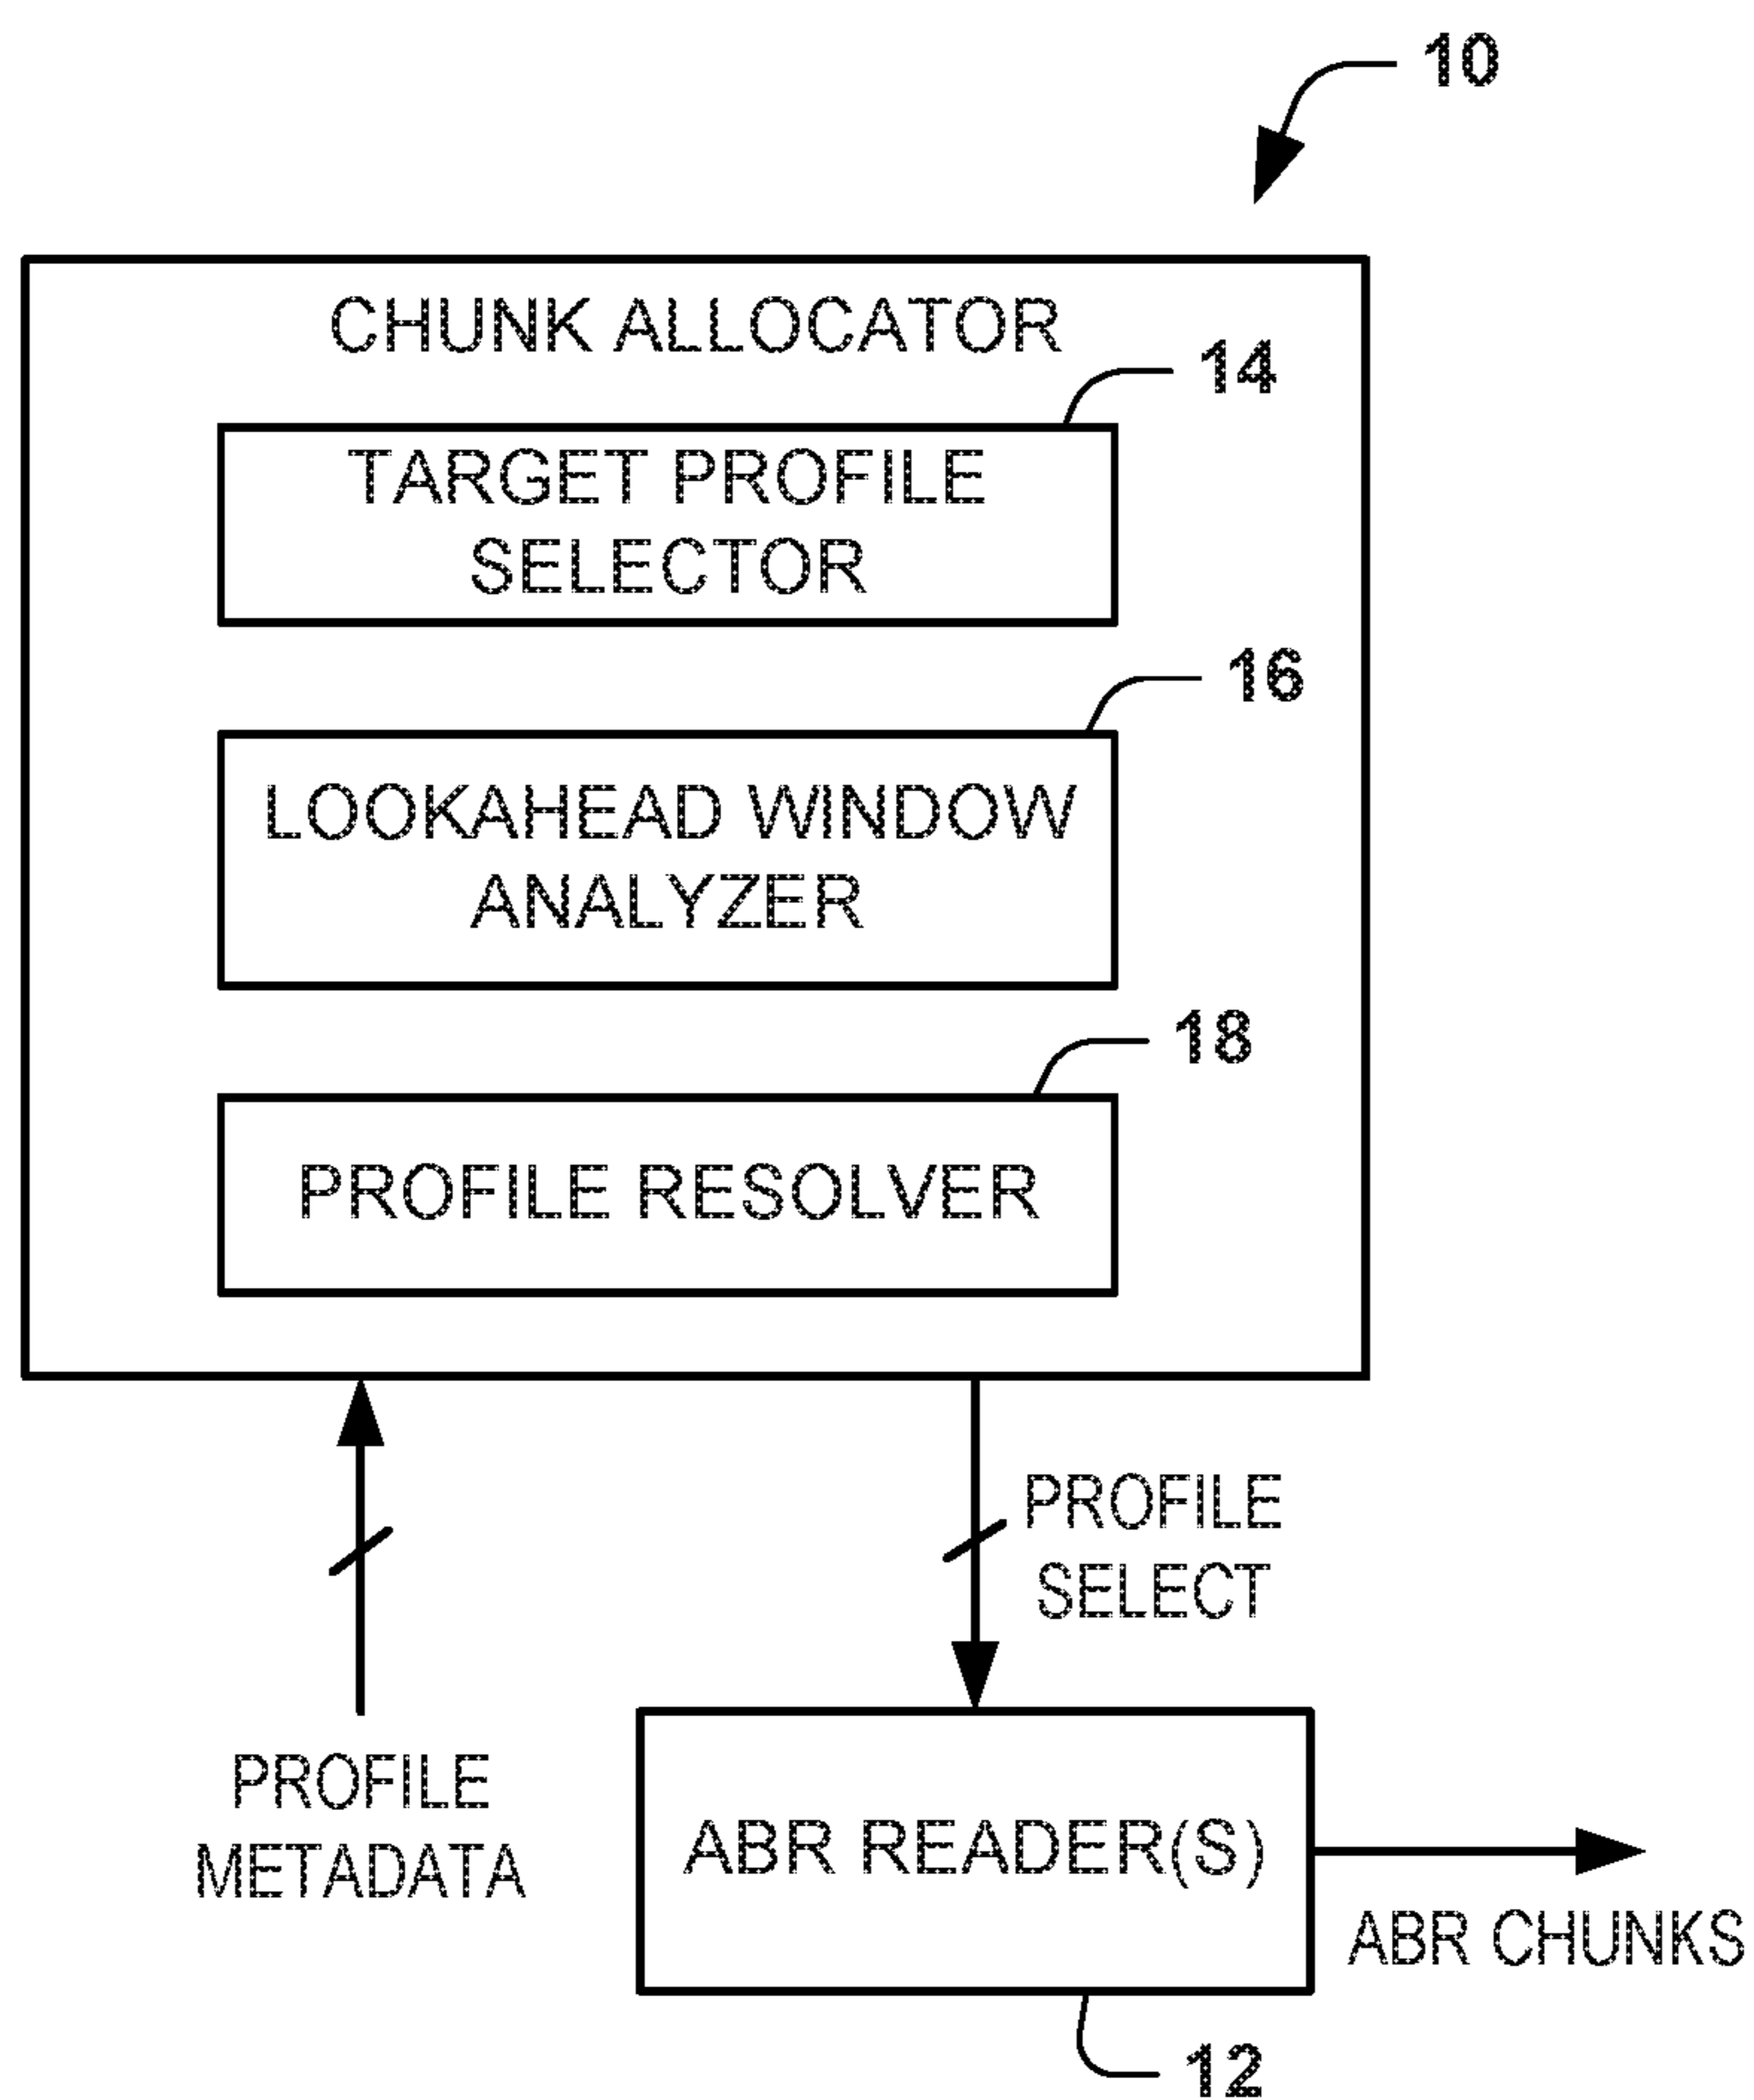 10
CHUNK ALLOCATOR
14
TARGET PROFILE
SELECTOR
16
LOOKAHEAD WINDOW
ANALYZER
18
PROFILE RESOLVER
PROFILE
SELECT
PROFILE
METADATA
ABR READER(S)
ABR CHUNKS
12